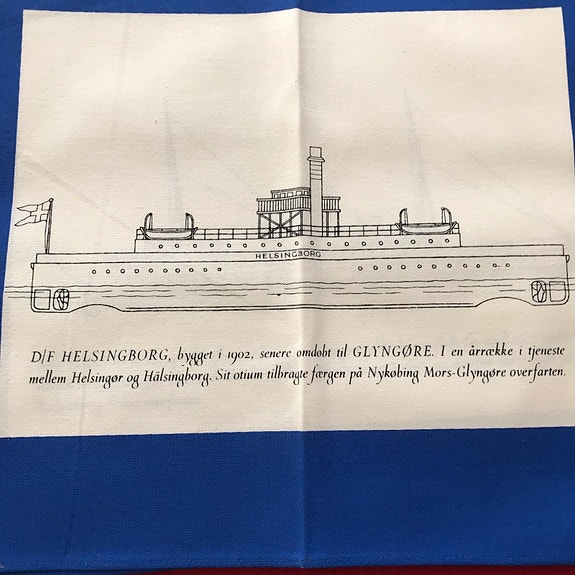 HELSINGBORG
D/F HELSINGBORG, bygget i 1902, senere omdøbt til GLYNGØRE. I en årrække i tjeneste
mellem Helsingør og Hälsingborg. Sit otium tilbragte færgen på Nykøbing Mors-Glyngøre overfarten.